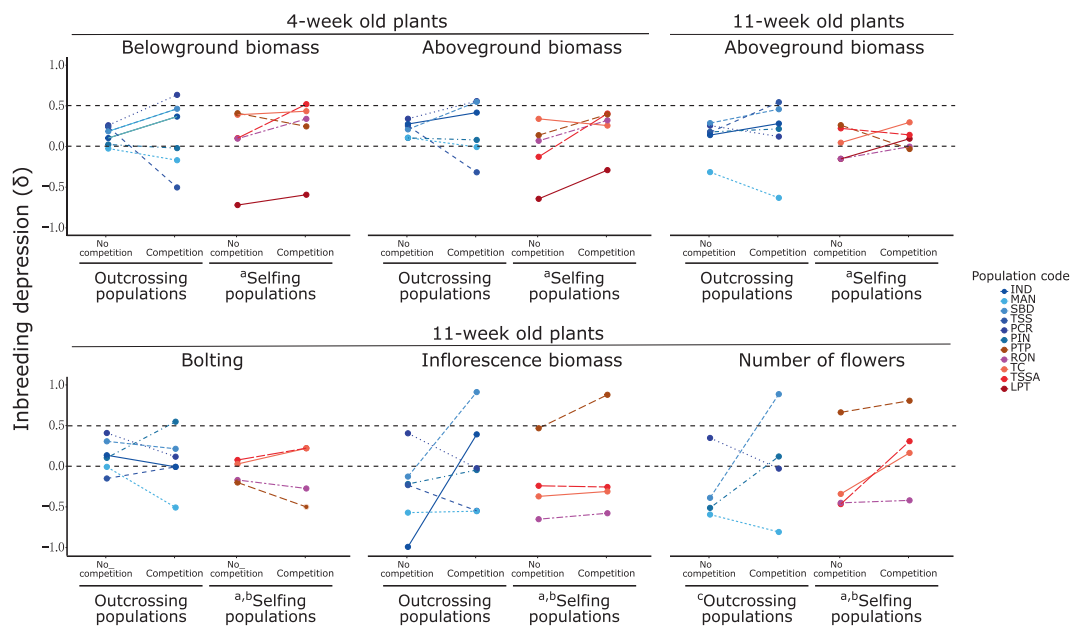 4-week old plants
11-week old plants
Belowground biomass
Aboveground biomass
Aboveground biomass
Inbreeding depression (δ)
1.0
0.5
0.0
−0.5
−1.0
No competition
Competition
No competition
Competition
No competition
Competition
No competition
Competition
No competition
Competition
No competition
Competition
Outcrossing populations
aSelfing populations
Outcrossing populations
aSelfing populations
Outcrossing populations
aSelfing populations
Population code
IND
MAN
SBD
TSS
PCR
PIN
PTP
RON
TC
TSSA
LPT
11-week old plants
Bolting
Inflorescence biomass
Number of flowers
1.0
0.5
0.0
−0.5
−1.0
No_ competition
Competition
No_ competition
Competition
No competition
Competition
No competition
Competition
No competition
Competition
No competition
Competition
Outcrossing populations
a,bSelfing populations
Outcrossing populations
a,bSelfing populations
cOutcrossing populations
a,bSelfing populations